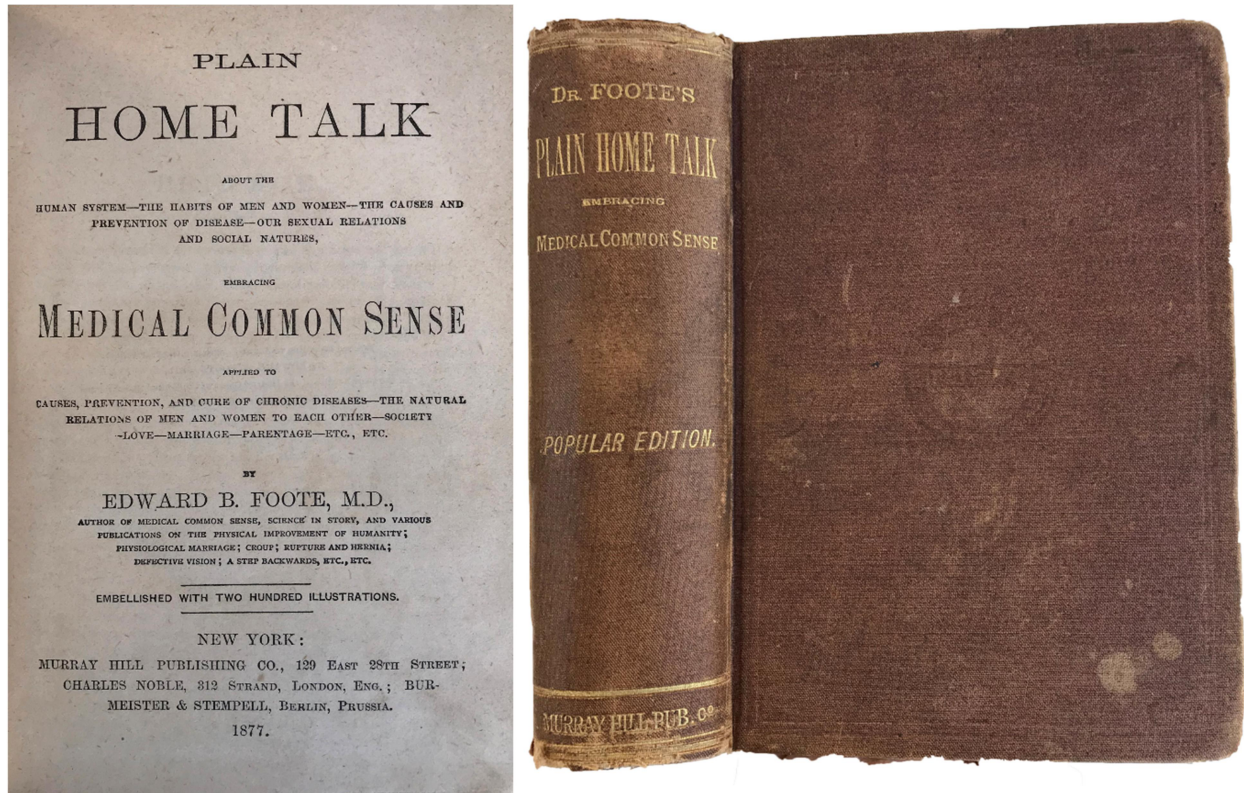 PLAIN
HOME TALK
ABOUT THE
HUMAN SYSTEM—THE HABITS OF MEN AND WOMEN—THE CAUSES AND
PREVENTION OF DISEASE—OUR SEXUAL RELATIONS
AND SOCIAL NATURES,
EMBRACING
MEDICAL COMMON SENSE
APPLIED TO
CAUSES, PREVENTION, AND CURE OF CHRONIC DISEASES—THE NATURAL
RELATIONS OF MEN AND WOMEN TO EACH OTHER—SOCIETY
—LOVE—MARRIAGE—PARENTAGE—ETC., ETC.
BY
EDWARD B. FOOTE, M.D.,
AUTHOR OF MEDICAL COMMON SENSE, SCIENCE IN STORY, AND VARIOUS
PUBLICATIONS ON THE PHYSICAL IMPROVEMENT OF HUMANITY;
PHYSIOLOGICAL MARRIAGE; CROUP; RUPTURE AND HERNIA;
DEFECTIVE VISION; A STEP BACKWARDS, ETC., ETC.
EMBELLISHED WITH TWO HUNDRED ILLUSTRATIONS.
NEW YORK:
MURRAY HILL PUBLISHING CO., 129 EAST 28TH STREET;
CHARLES NOBLE, 312 STRAND, LONDON, ENG.; BUR-
MEISTER & STEMPELL, BERLIN, PRUSSIA.
1877.
DR. FOOTE'S
PLAIN HOME TALK
EMBRACING
MEDICAL COMMON SENSE
POPULAR EDITION.
MURRAY HILL PUB. Co